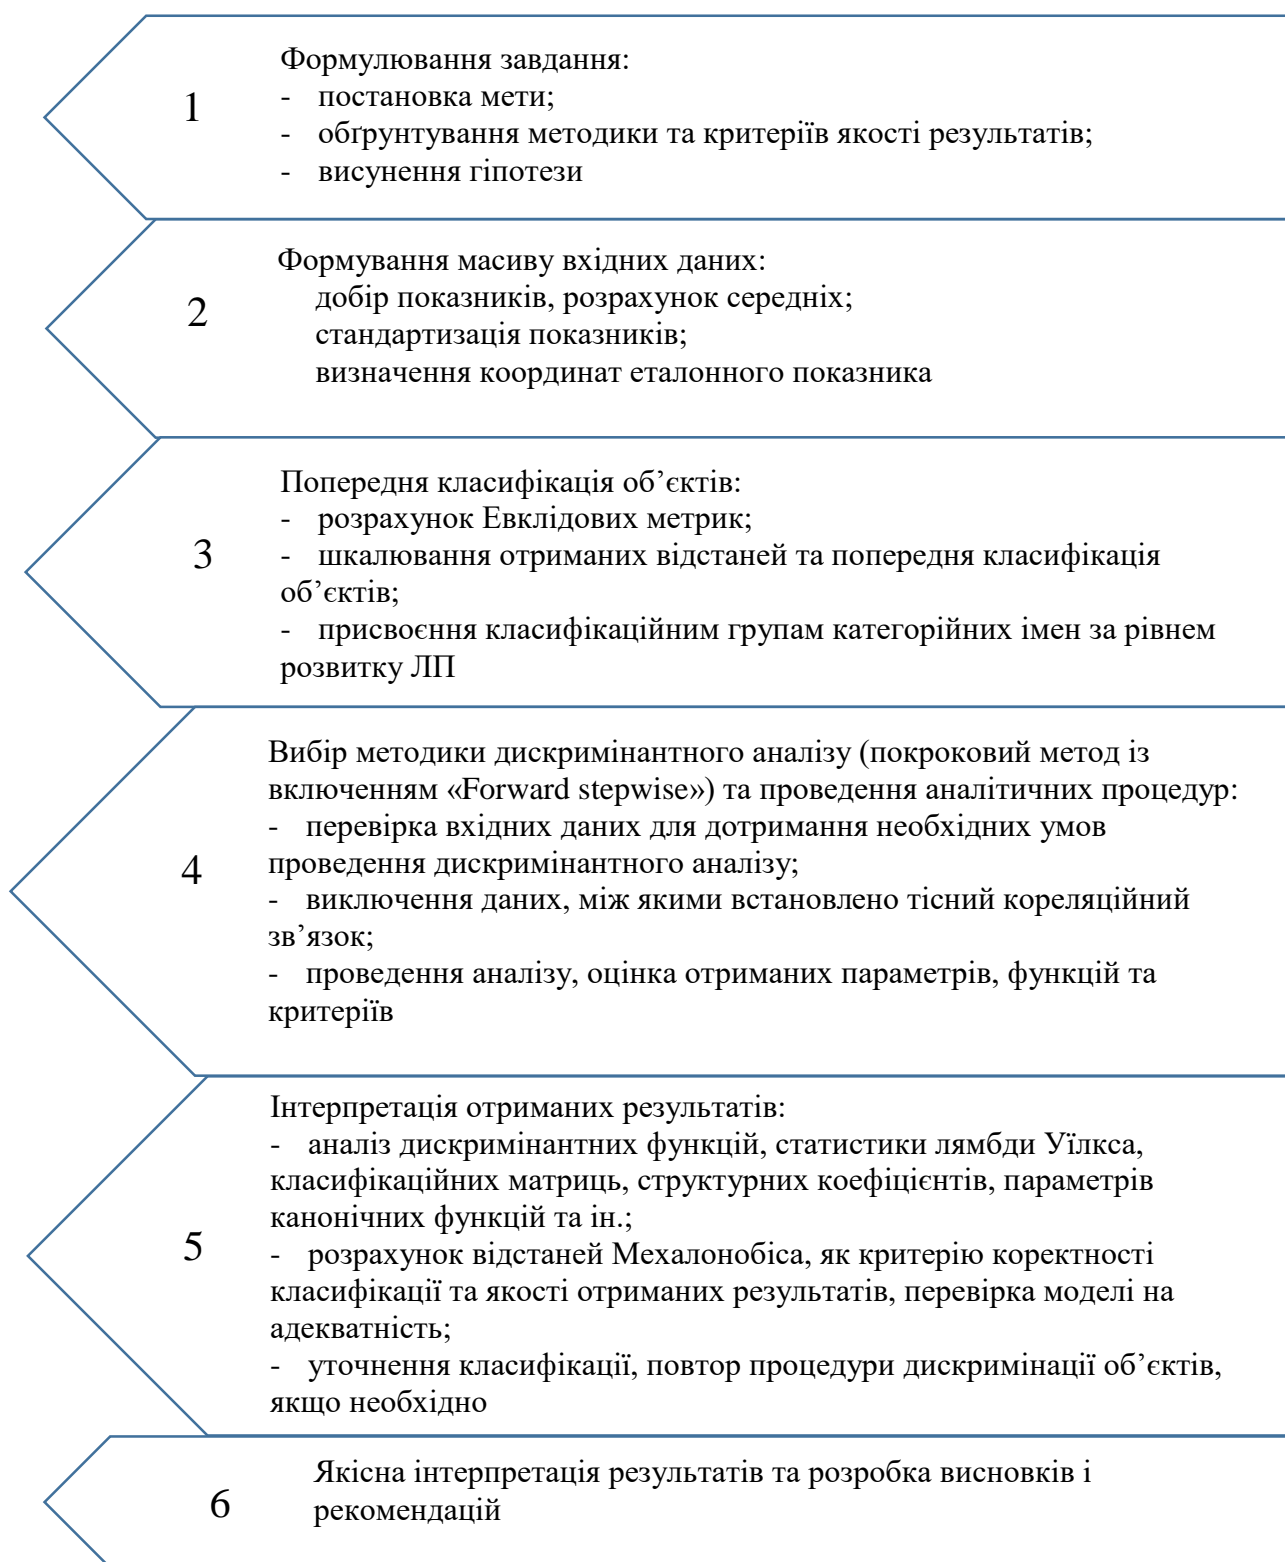 1
Формулювання завдання:
- постановка мети;
- обґрунтування методики та критеріїв якості результатів;
- висунення гіпотези
2
Формування масиву вхідних даних:
добір показників, розрахунок середніх;
стандартизація показників;
визначення координат еталонного показника
3
Попередня класифікація об’єктів:
- розрахунок Евклідових метрик;
- шкалювання отриманих відстаней та попередня класифікація
об’єктів;
- присвоєння класифікаційним групам категорійних імен за рівнем
розвитку ЛП
4
Вибір методики дискримінантного аналізу (покроковий метод із
включенням «Forward stepwise») та проведення аналітичних процедур:
- перевірка вхідних даних для дотримання необхідних умов
проведення дискримінантного аналізу;
- виключення даних, між якими встановлено тісний кореляційний
зв’язок;
- проведення аналізу, оцінка отриманих параметрів, функцій та
критеріїв
5
Інтерпретація отриманих результатів:
- аналіз дискримінантних функцій, статистики лямбди Уїлкса,
класифікаційних матриць, структурних коефіцієнтів, параметрів
канонічних функцій та ін.;
- розрахунок відстаней Мехалонобіса, як критерію коректності
класифікації та якості отриманих результатів, перевірка моделі на
адекватність;
- уточнення класифікації, повтор процедури дискримінації об’єктів,
якщо необхідно
6
Якісна інтерпретація результатів та розробка висновків і
рекомендацій